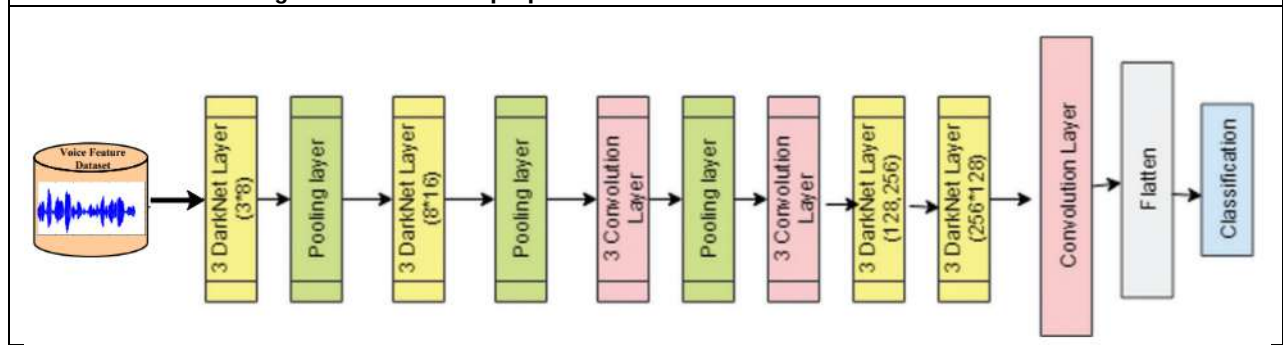 Voice Feature
Dataset
3 DarkNet Layer
(3*8)
Pooling layer
3 DarkNet Layer
(8*16)
Pooling layer
3 Convolution
Layer
Pooling layer
3 Convolution
Layer
3 DarkNet Layer
(128,256)
3 DarkNet Layer
(256*128)
Convolution Layer
Flatten
Classification